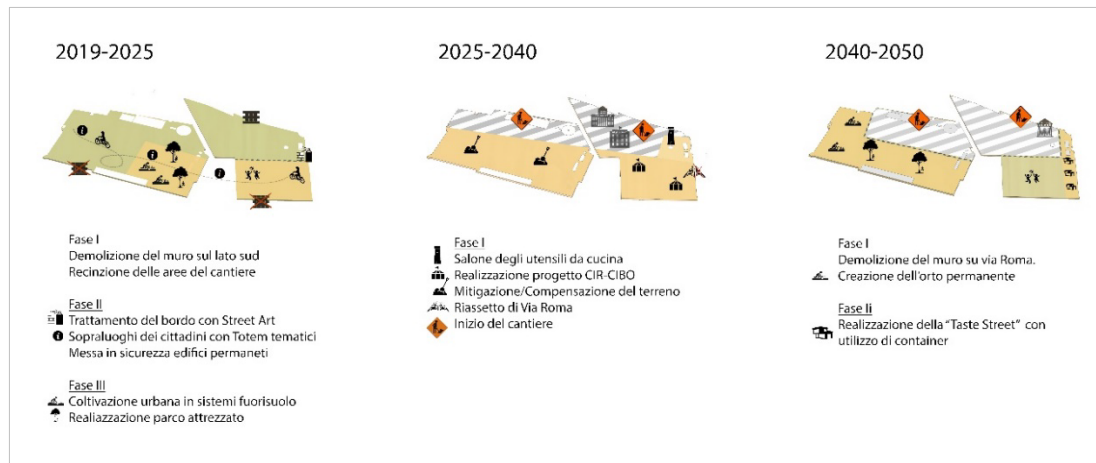 2019-2025
Fase I
Demolizione del muro sul lato sud
Recinzione delle aree del cantiere
Fase II
Trattamento del bordo con Street Art
Sopraluoghi dei cittadini con Totem tematici
Messa in sicurezza edifici permaneti
Fase III
Coltivazione urbana in sistemi fuorisuolo
Realiazzazione parco attrezzato
2025-2040
Fase I
Salone degli utensili da cucina
Realizzazione progetto CIR-CIBO
Mitigazione/Compensazione del terreno
Riassetto di Via Roma
Inizio del cantiere
2040-2050
Fase I
Demolizione del muro su via Roma.
Creazione dell'orto permanente
Fase Ii
Realizzazione della "Taste Street" con
utilizzo di container